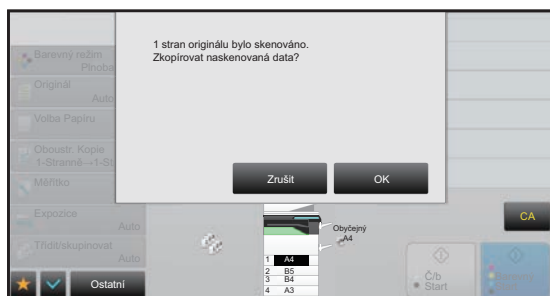 1 stran originálu bylo skenováno.
Zkopírovat naskenovaná data?
Zrušit
OK
Barevný režim
Plnoba
Originál
Auto
Volba Papíru
Oboustr. Kopie
1-Stranné→1-St
Měřítko
Expozice
Auto
Třídit/skupinovat
Auto
Ostatní
Obyčejný
A4
1 A4
2 B5
3 B4
4 A3
CA
Č/b
Start